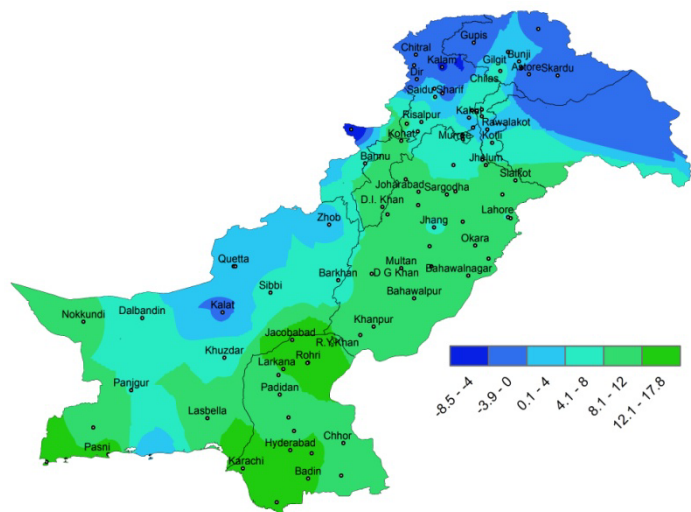 Gupis
Chitral
Bunji
Kalam
Gilgit
Astore
Skardu
Dir
Chilas
Saidu Sharif
Kakul
Risalpur
Rawalakot
Kohat
Murree
Kotli
Bannu
Jhalum
Sialkot
Joharabad
Sargodha
D.I. Khan
Lahore
Zhob
Jhang
Okara
Quetta
Multan
Barkhan
D G Khan
Bahawalnagar
Sibbi
Bahawalpur
Kalat
Nokkundi
Dalbandin
Khanpur
Jacobabad
R.Y.Khan
Khuzdar
Rohri
Larkana
Panjgur
Padidan
Lasbella
Pasni
Hyderabad
Chhor
Karachi
Badin
-8.5 - -4
-3.9 - 0
0.1 - 4
4.1 - 8
8.1 - 12
12.1 - 17.8